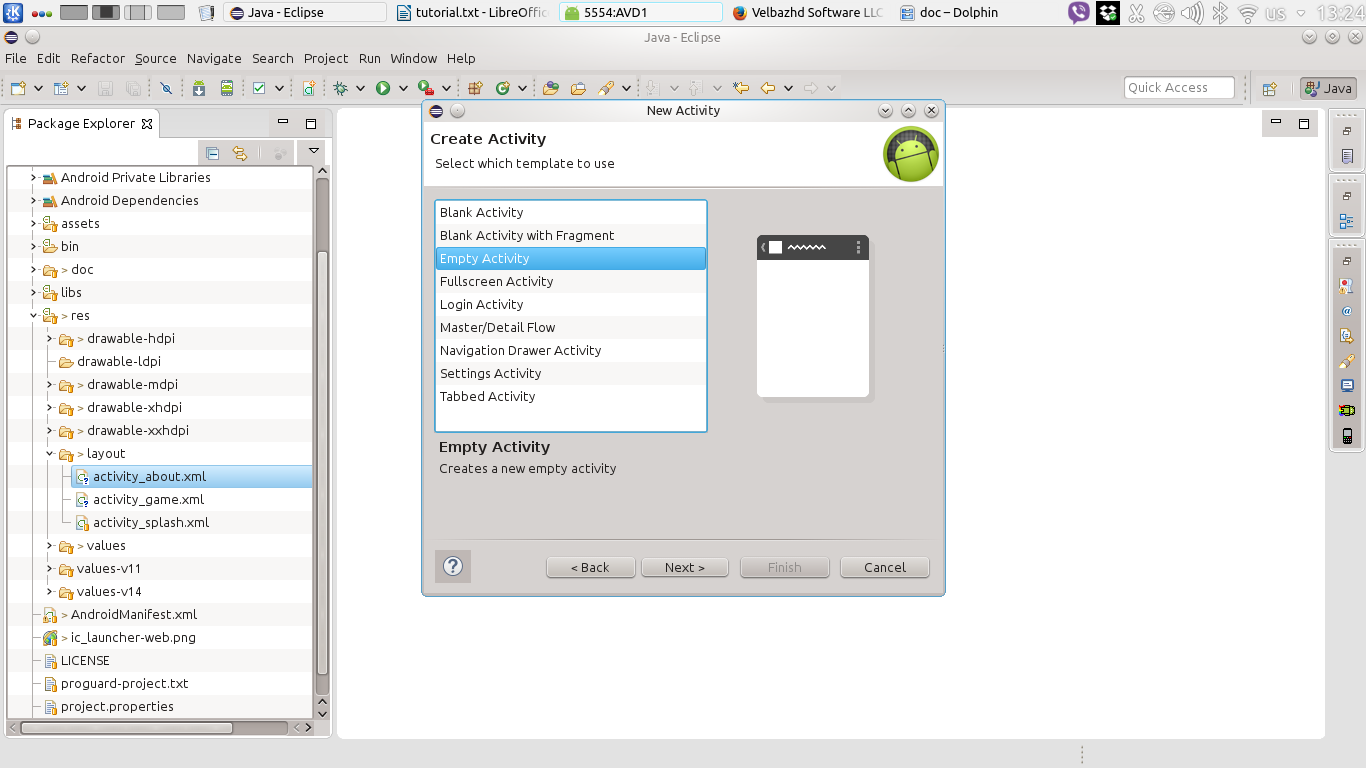 Java - Eclipse
tutorial.txt - LibreOffic
5554:AVD1
Velbazhd Software LLC
doc – Dolphin
us
13:24
Java - Eclipse
File Edit Refactor Source Navigate Search Project Run Window Help
Quick Access
Java
Package Explorer
Android Private Libraries
Android Dependencies
assets
bin
> doc
libs
> res
> drawable-hdpi
drawable-ldpi
> drawable-mdpi
> drawable-xhdpi
> drawable-xxhdpi
> layout
activity_about.xml
activity_game.xml
activity_splash.xml
> values
values-v11
values-v14
> AndroidManifest.xml
> ic_launcher-web.png
LICENSE
proguard-project.txt
project.properties
New Activity
Create Activity
Select which template to use
Blank Activity
Blank Activity with Fragment
Empty Activity
Fullscreen Activity
Login Activity
Master/Detail Flow
Navigation Drawer Activity
Settings Activity
Tabbed Activity
Empty Activity
Creates a new empty activity
?
< Back
Next >
Finish
Cancel